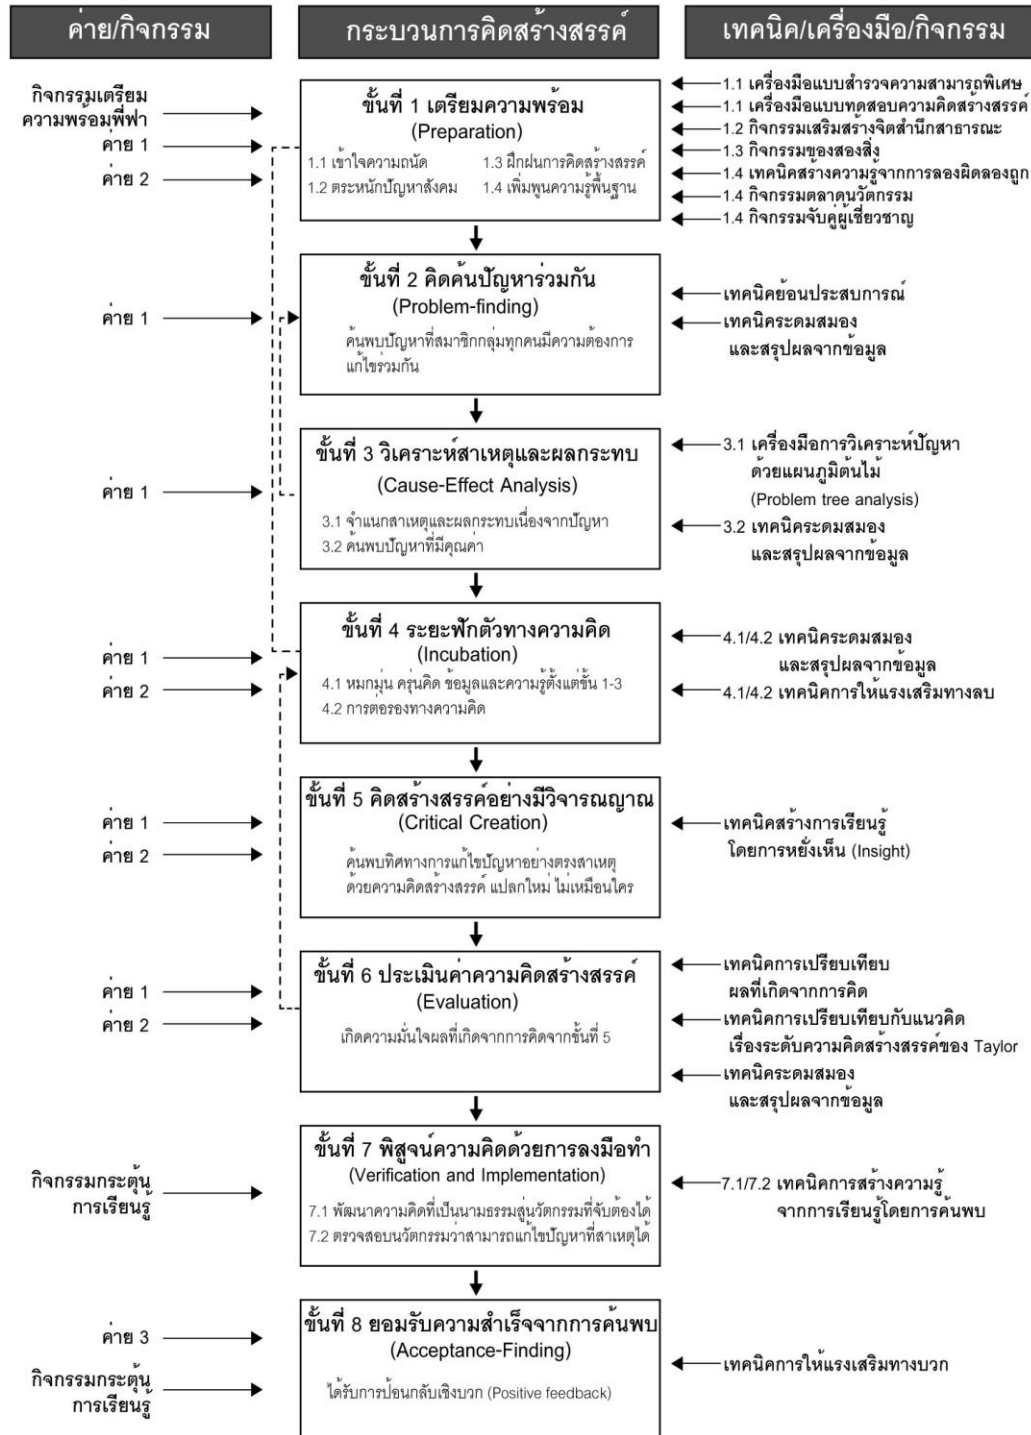 ค่าย/กิจกรรม
กระบวนการคิดสร้างสรรค์
เทคนิค/เครื่องมือ/กิจกรรม
กิจกรรมเตรียม
ความพร้อมพี่ฟา
ค่าย 1
ค่าย 2
ขั้นที่ 1 เตรียมความพร้อม
(Preparation)
1.1 เข้าใจความถนัด
1.3 ฝึกฝนการคิดสร้างสรรค์
1.2 ตระหนักปัญหาสังคม
1.4 เพิ่มพูนความรู้พื้นฐาน
1.1 เครื่องมือแบบสำรวจความสามารถพิเศษ
1.1 เครื่องมือแบบทดสอบความคิดสร้างสรรค์
1.2 กิจกรรมเสริมสร้างจิตสำนึกสาธารณะ
1.3 กิจกรรมของสองสิ่ง
1.4 เทคนิคสร้างความรู้จากการลองผิดลองถูก
1.4 กิจกรรมตลาดนวัตกรรม
1.4 กิจกรรมจับคู่ผู้เชี่ยวชาญ
ค่าย 1
ขั้นที่ 2 คิดค้นปัญหาร่วมกัน
(Problem-finding)
ค้นพบปัญหาที่สมาชิกกลุ่มทุกคนมีความต้องการ
แก้ไขร่วมกัน
เทคนิคย้อนประสบการณ์
เทคนิคระดมสมอง
และสรุปผลจากข้อมูล
ค่าย 1
ขั้นที่ 3 วิเคราะห์สาเหตุและผลกระทบ
(Cause-Effect Analysis)
3.1 จำแนกสาเหตุและผลกระทบเนื่องจากปัญหา
3.2 ค้นพบปัญหาที่มีคุณค่า
3.1 เครื่องมือการวิเคราะห์ปัญหา
ด้วยแผนภูมิต้นไม้
(Problem tree analysis)
3.2 เทคนิคระดมสมอง
และสรุปผลจากข้อมูล
ค่าย 1
ค่าย 2
ขั้นที่ 4 ระยะฟักตัวทางความคิด
(Incubation)
4.1 หมกมุ่น ครุ่นคิด ข้อมูลและความรู้ตั้งแต่ขั้น 1-3
4.2 การต่อรองทางความคิด
4.1/4.2 เทคนิคระดมสมอง
และสรุปผลจากข้อมูล
4.1/4.2 เทคนิคการให้แรงเสริมทางลบ
ค่าย 1
ค่าย 2
ขั้นที่ 5 คิดสร้างสรรค์อย่างมีวิจารณญาณ
(Critical Creation)
ค้นพบทิศทางการแก้ไขปัญหาอย่างตรงสาเหตุ
ด้วยความคิดสร้างสรรค์ แปลกใหม่ ไม่เหมือนใคร
เทคนิคสร้างการเรียนรู้
โดยการหยั่งเห็น (Insight)
ค่าย 1
ค่าย 2
ขั้นที่ 6 ประเมินค่าความคิดสร้างสรรค์
(Evaluation)
เกิดความมั่นใจผลที่เกิดจากการคิดจากขั้นที่ 5
เทคนิคการเปรียบเทียบ
ผลที่เกิดจากการคิด
เทคนิคการเปรียบเทียบกับแนวคิด
เรื่องระดับความคิดสร้างสรรค์ของ Taylor
เทคนิคระดมสมอง
และสรุปผลจากข้อมูล
กิจกรรมกระตุ้น
การเรียนรู้
ขั้นที่ 7 พิสูจน์ความคิดด้วยการลงมือทำ
(Verification and Implementation)
7.1 พัฒนาความคิดที่เป็นนามธรรมสู่นวัตกรรมที่จับต้องได้
7.2 ตรวจสอบนวัตกรรมว่าสามารถแก้ไขปัญหาที่สาเหตุได้
7.1/7.2 เทคนิคการสร้างความรู้
จากการเรียนรู้โดยการค้นพบ
ค่าย 3
กิจกรรมกระตุ้น
การเรียนรู้
ขั้นที่ 8 ยอมรับความสำเร็จจากการค้นพบ
(Acceptance-Finding)
ได้รับการป้อนกลับเชิงบวก (Positive feedback)
เทคนิคการให้แรงเสริมทางบวก